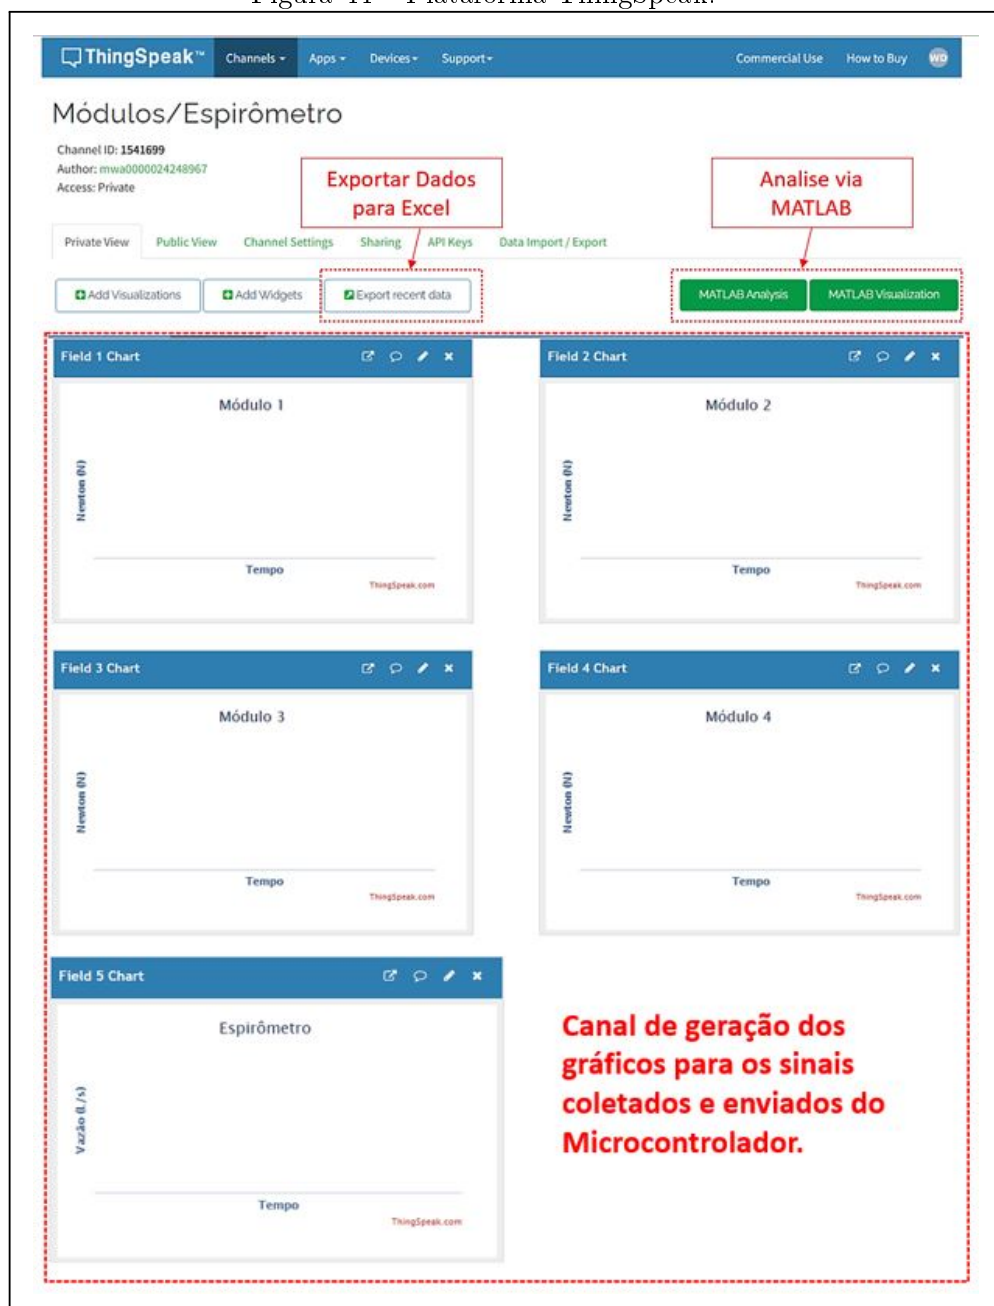 ThingSpeak™ Channels Apps Devices Support Commercial Use How to Buy WD
Módulos/Espirômetro
Channel ID: 1541699
Author: mwa0000024248967
Access: Private
Exportar Dados
para Excel
Analise via
MATLAB
Private View Public View Channel Settings Sharing API Keys Data Import / Export
Add Visualizations Add Widgets Export recent data MATLAB Analysis MATLAB Visualization
Field 1 Chart
Módulo 1
Newton (N)
Tempo
ThingSpeak.com
Field 2 Chart
Módulo 2
Newton (N)
Tempo
ThingSpeak.com
Field 3 Chart
Módulo 3
Newton (N)
Tempo
ThingSpeak.com
Field 4 Chart
Módulo 4
Newton (N)
Tempo
ThingSpeak.com
Field 5 Chart
Espirômetro
Vazão (L/s)
Tempo
ThingSpeak.com
Canal de geração dos
gráficos para os sinais
coletados e enviados do
Microcontrolador.